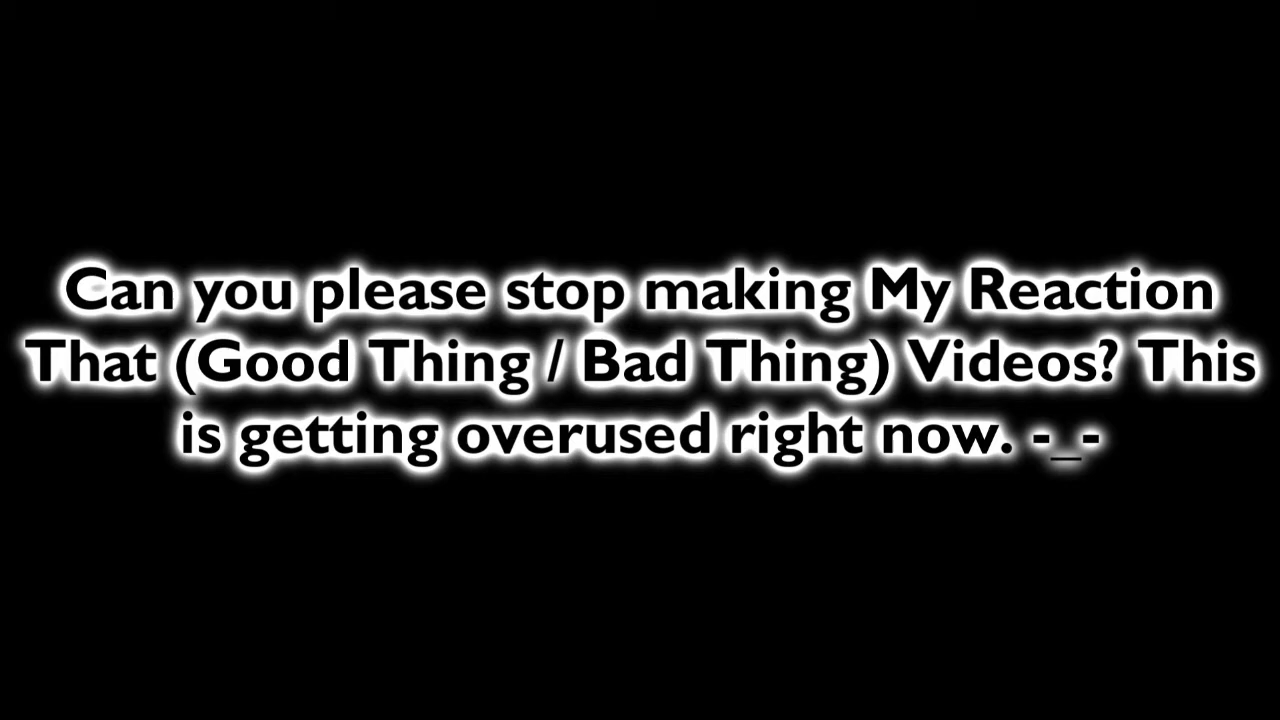 Can you please stop making My Reaction
That (Good Thing / Bad Thing) Videos? This
is getting overused right now. -_-